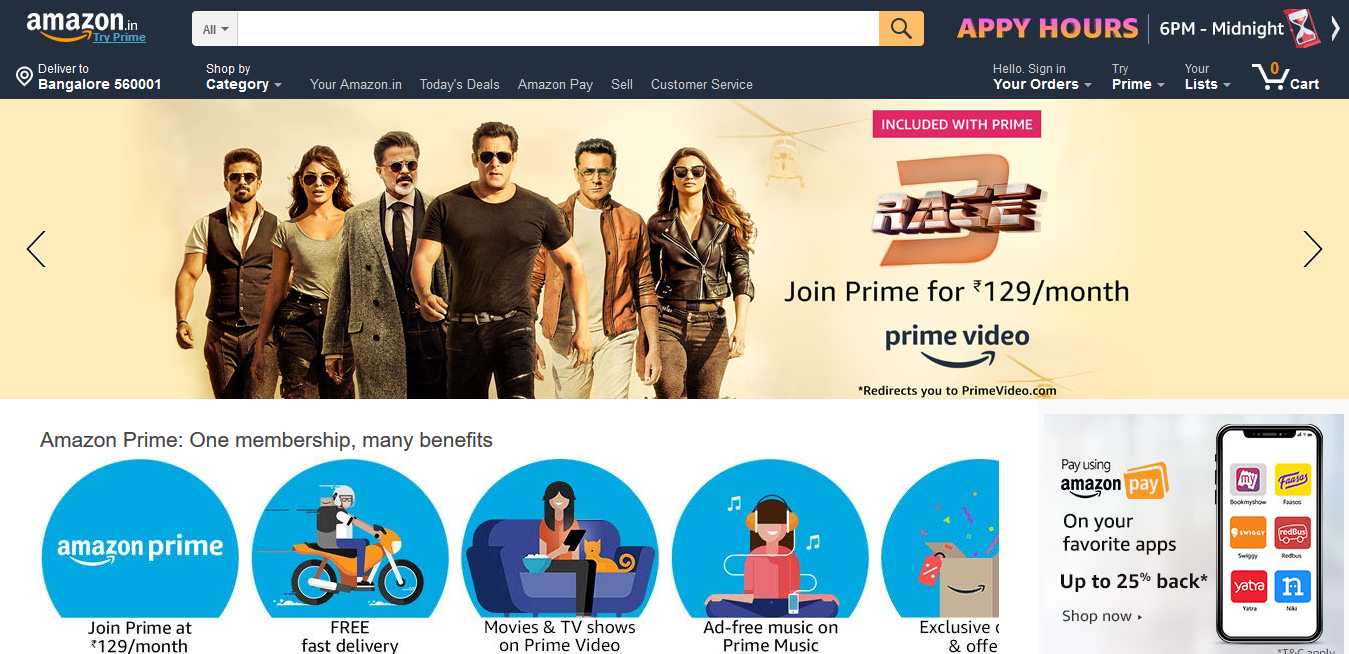 amazon.in
Try Prime
All
APPY HOURS
6PM - Midnight
Deliver to
Bangalore 560001
Shop by
Category
Your Amazon.in
Today's Deals
Amazon Pay
Sell
Customer Service
Hello. Sign in
Your Orders
Try
Prime
Your
Lists
0
Cart
INCLUDED WITH PRIME
RACE 3
Join Prime for ₹129/month
prime video
*Redirects you to PrimeVideo.com
Amazon Prime: One membership, many benefits
amazon prime
Join Prime at
₹129/month
FREE
fast delivery
Movies & TV shows
on Prime Video
Ad-free music on
Prime Music
Exclusive
& offe
Pay using
amazon pay
On your
favorite apps
Up to 25% back*
Shop now
my
Bookmyshow
Faasos
Faasos
SWIGGY
Swiggy
redBus
Redbus
yatra
Yatra
n
Niki
*T&C apply